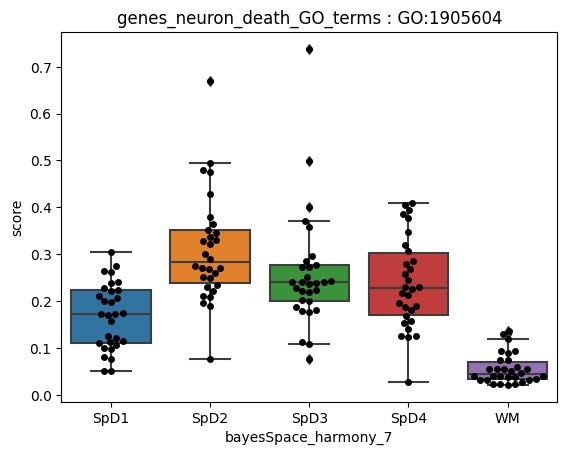 genes_neuron_death_GO_terms : GO:1905604
0.7
0.6
0.5
0.4
0.3
0.2
0.1
0.0
score
SpD1 SpD2 SpD3 SpD4 WM
bayesSpace_harmony_7